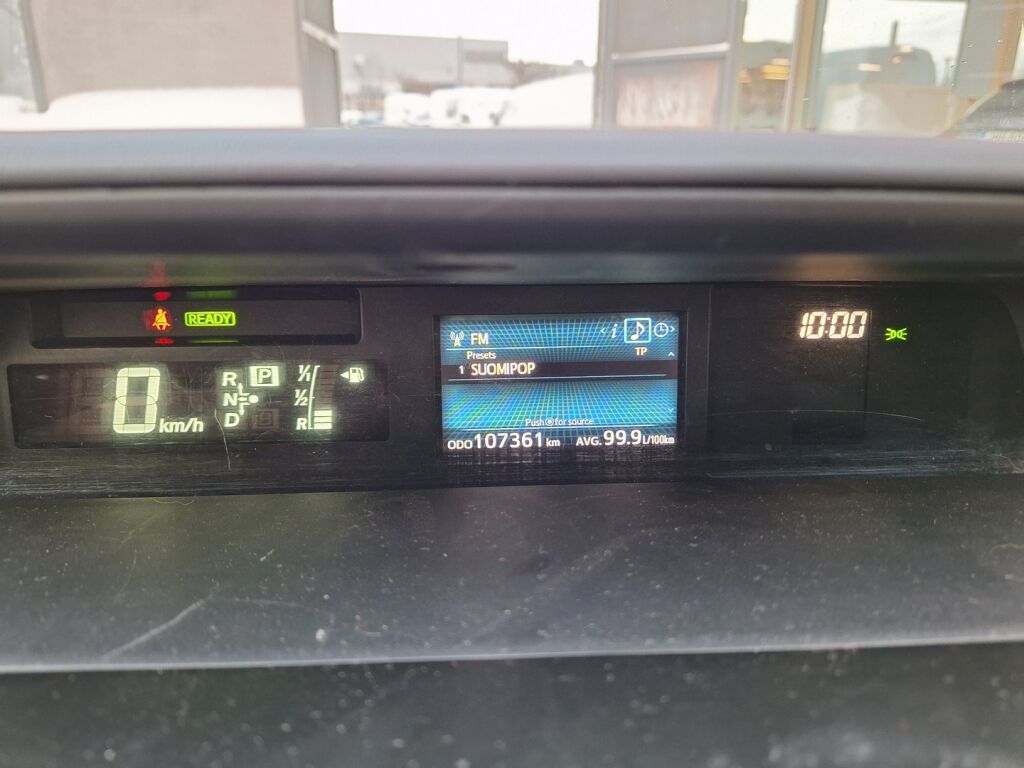 READY
0 km/h
R P 1/1
N 1/2
D R
FM
i
TP
Presets
1 SUOMIPOP
Push for source
ODO 107361 km AVG. 99.9 L/100km
10:00